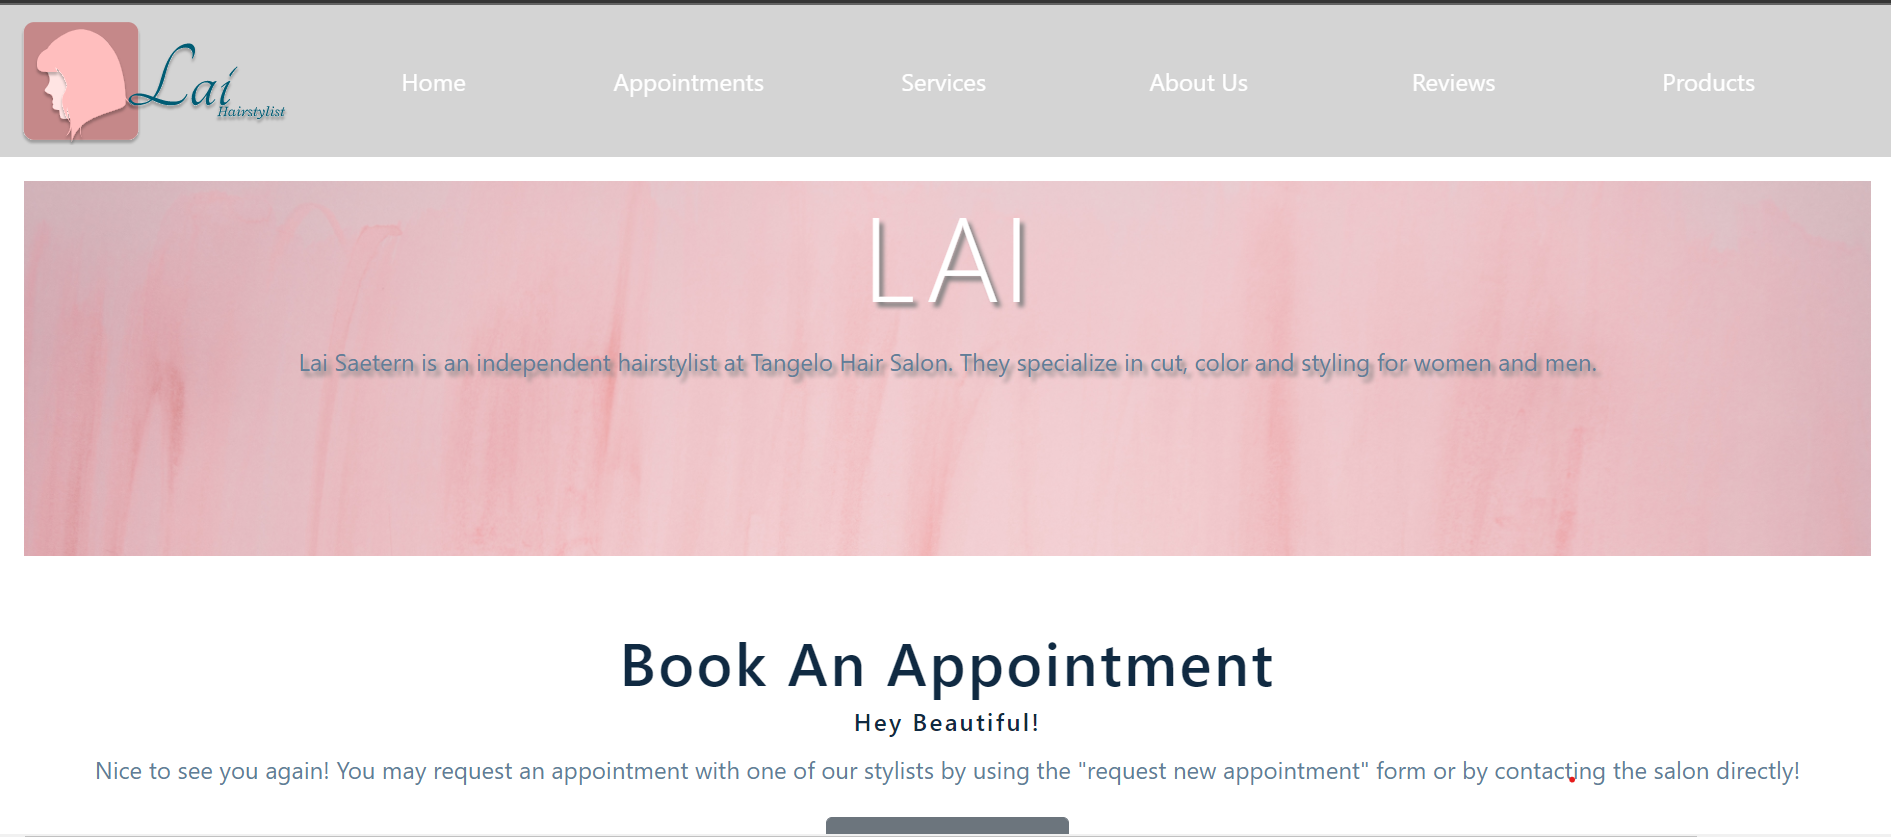 Lai
Hairstylist
Home Appointments Services About Us Reviews Products
LAI
Lai Saetern is an independent hairstylist at Tangelo Hair Salon. They specialize in cut, color and styling for women and men.
Book An Appointment
Hey Beautiful!
Nice to see you again! You may request an appointment with one of our stylists by using the "request new appointment" form or by contacting the salon directly!